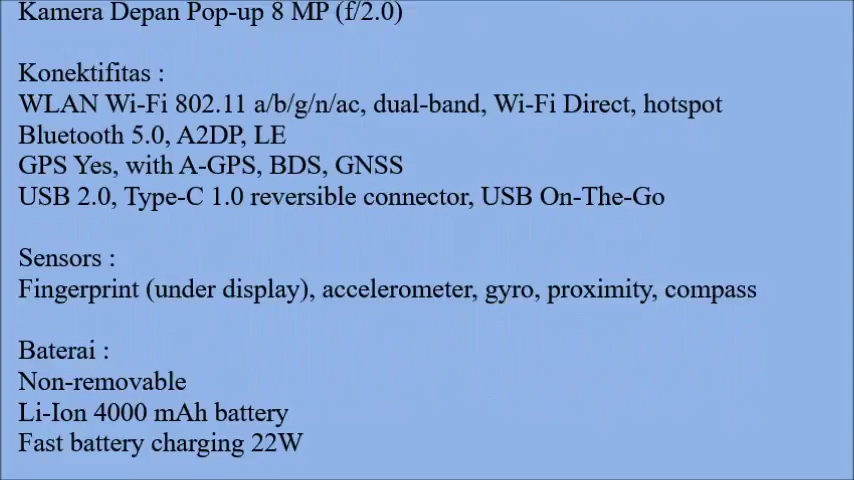 Kamera Depan Pop-up 8 MP (f/2.0)
Konektifitas :
WLAN Wi-Fi 802.11 a/b/g/n/ac, dual-band, Wi-Fi Direct, hotspot
Bluetooth 5.0, A2DP, LE
GPS Yes, with A-GPS, BDS, GNSS
USB 2.0, Type-C 1.0 reversible connector, USB On-The-Go
Sensors :
Fingerprint (under display), accelerometer, gyro, proximity, compass
Baterai :
Non-removable
Li-Ion 4000 mAh battery
Fast battery charging 22W